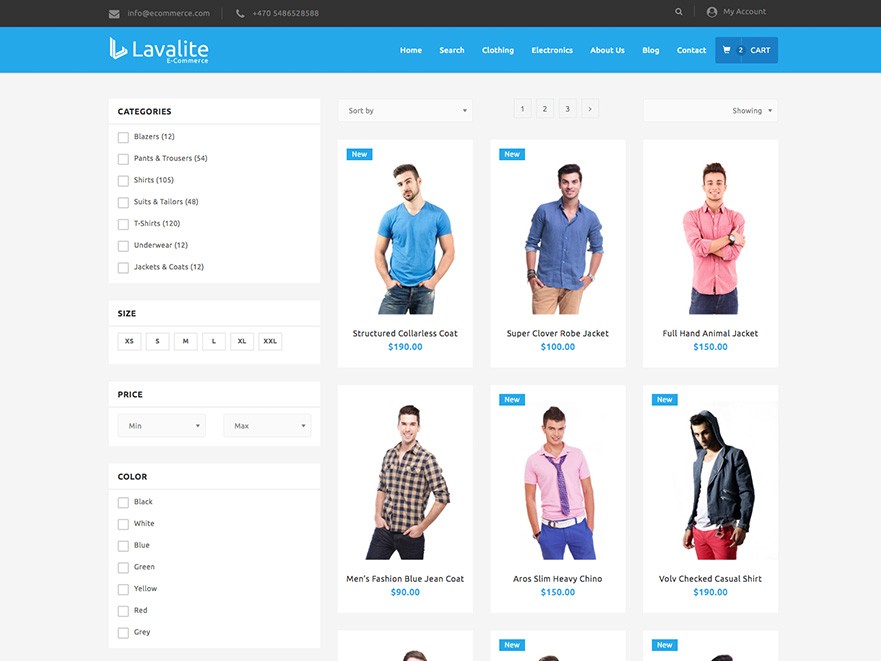 info@ecommerce.com
+470 5486528588
My Account
Lavalite
E-Commerce
Home
Search
Clothing
Electronics
About Us
Blog
Contact
2 CART
CATEGORIES
Blazers (12)
Pants & Trousers (54)
Shirts (105)
Suits & Tailors (48)
T-Shirts (120)
Underwear (12)
Jackets & Coats (12)
SIZE
XS S M L XL XXL
PRICE
Min
Max
COLOR
Black
White
Blue
Green
Yellow
Red
Grey
Sort by
1 2 3 >
Showing
New
Structured Collarless Coat
$190.00
New
Super Clover Robe Jacket
$100.00
Full Hand Animal Jacket
$150.00
Men's Fashion Blue Jean Coat
$90.00
New
Aros Slim Heavy Chino
$150.00
New
Volv Checked Casual Shirt
$190.00
New
New